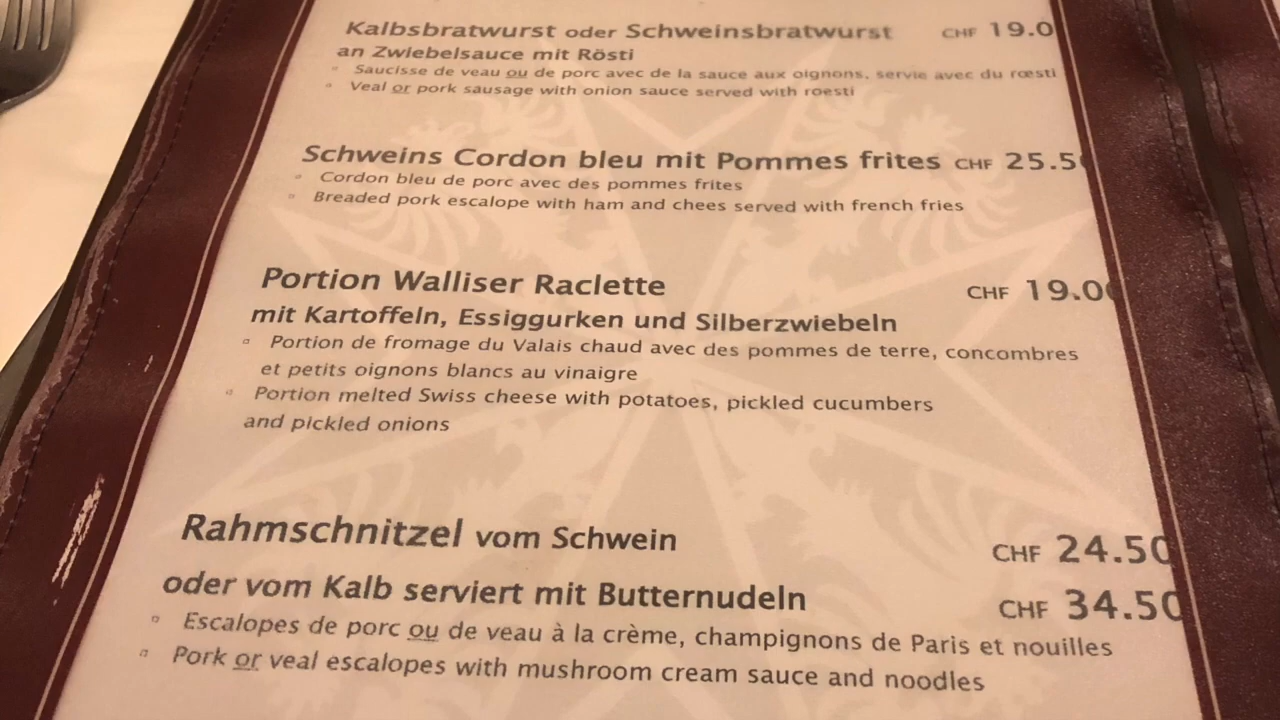 Kalbsbratwurst oder Schweinsbratwurst CHF 19.0
an Zwiebelsauce mit Rösti
▫ Saucisse de veau ou de porc avec de la sauce aux oignons, servie avec du rœsti
▫ Veal or pork sausage with onion sauce served with roesti
Schweins Cordon bleu mit Pommes frites CHF 25.50
▫ Cordon bleu de porc avec des pommes frites
▫ Breaded pork escalope with ham and chees served with french fries
Portion Walliser Raclette CHF 19.00
mit Kartoffeln, Essiggurken und Silberzwiebeln
▫ Portion de fromage du Valais chaud avec des pommes de terre, concombres
et petits oignons blancs au vinaigre
▫ Portion melted Swiss cheese with potatoes, pickled cucumbers
and pickled onions
Rahmschnitzel vom Schwein CHF 24.50
oder vom Kalb serviert mit Butternudeln CHF 34.50
▫ Escalopes de porc ou de veau à la crème, champignons de Paris et nouilles
▫ Pork or veal escalopes with mushroom cream sauce and noodles